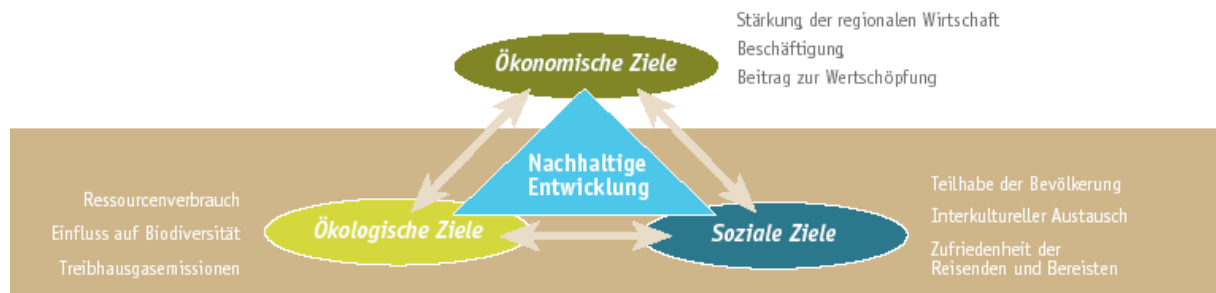 Stärkung der regionalen Wirtschaft
Beschäftigung
Beitrag zur Wertschöpfung
Ökonomische Ziele
Nachhaltige
Entwicklung
Ressourcenverbrauch
Einfluss auf Biodiversität
Treibhausgasemissionen
Ökologische Ziele
Soziale Ziele
Teilhabe der Bevölkerung
Interkultureller Austausch
Zufriedenheit der
Reisenden und Bereisten